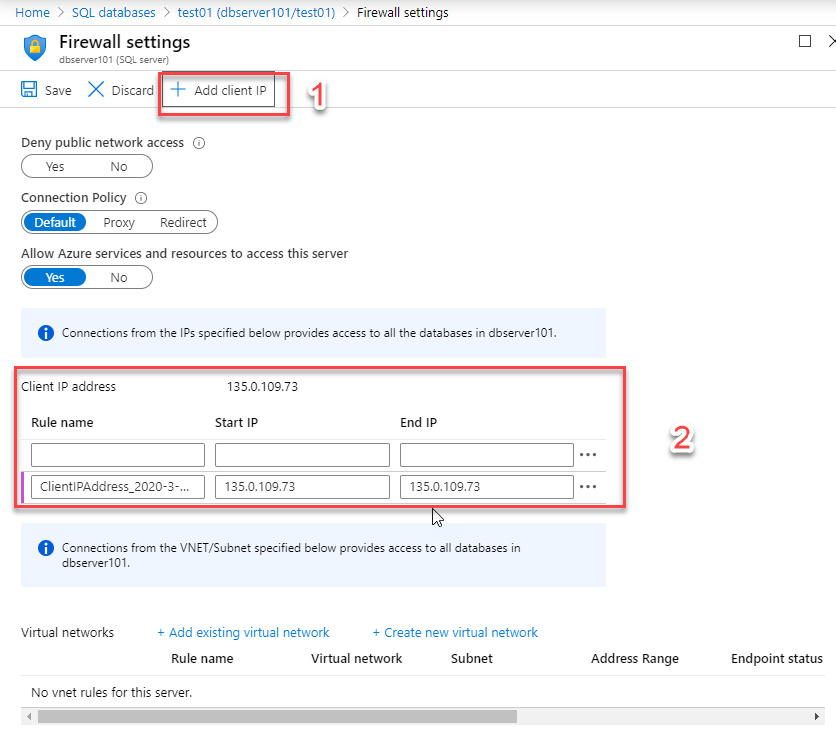 Home > SQL databases > test01 (dbserver101/test01) > Firewall settings
Firewall settings
dbserver101 (SQL server)
Save Discard + Add client IP 1
Deny public network access
Yes No
Connection Policy
Default Proxy Redirect
Allow Azure services and resources to access this server
Yes No
Connections from the IPs specified below provides access to all the databases in dbserver101.
Client IP address 135.0.109.73
Rule name Start IP End IP
2
ClientIPAddress_2020-3-... 135.0.109.73 135.0.109.73
Connections from the VNET/Subnet specified below provides access to all databases in
dbserver101.
Virtual networks + Add existing virtual network + Create new virtual network
Rule name Virtual network Subnet Address Range Endpoint status
No vnet rules for this server.